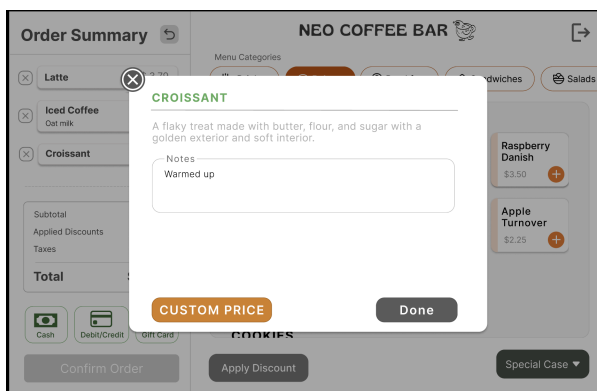 Order Summary
NEO COFFEE BAR
Menu Categories
Latte
Iced Coffee
Oat milk
Croissant
Salads
CROISSANT
A flaky treat made with butter, flour, and sugar with a
golden exterior and soft interior.
Notes
Warmed up
Raspberry
Danish
$3.50
Apple
Turnover
$2.25
Subtotal
Applied Discounts
Taxes
Total
CUSTOM PRICE
Done
Cash
Debit/Credit
Gift Card
COOKIES
Confirm Order
Apply Discount
Special Case